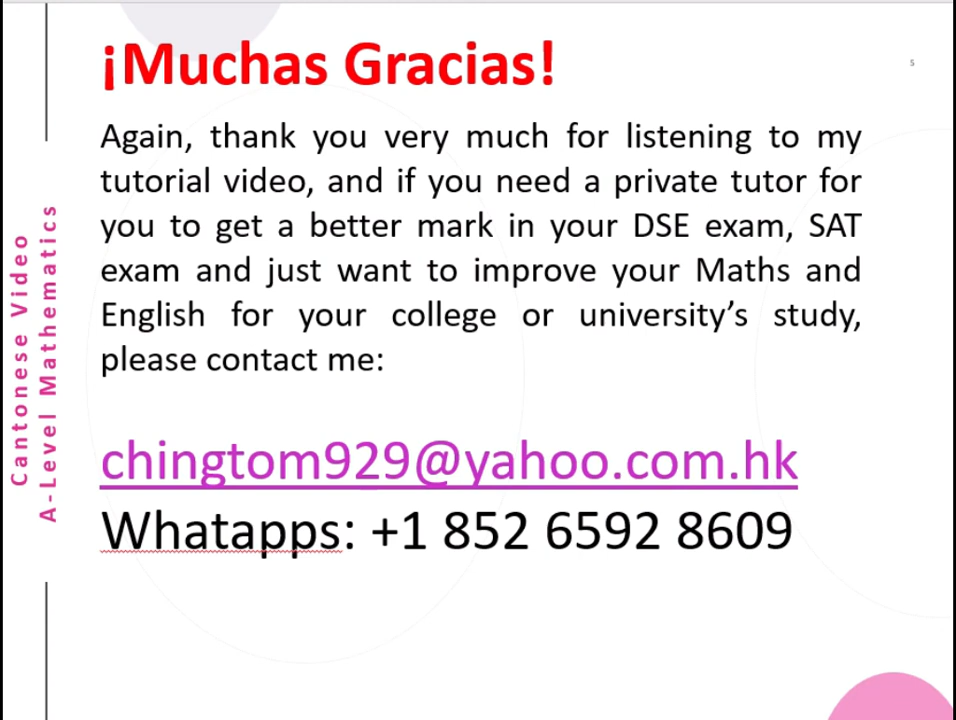 ¡Muchas Gracias!
5
Again, thank you very much for listening to my
tutorial video, and if you need a private tutor for
you to get a better mark in your DSE exam, SAT
exam and just want to improve your Maths and
English for your college or university’s study,
please contact me:
chingtom929@yahoo.com.hk
Whatapps: +1 852 6592 8609
Cantonese Video
A-Level Mathematics